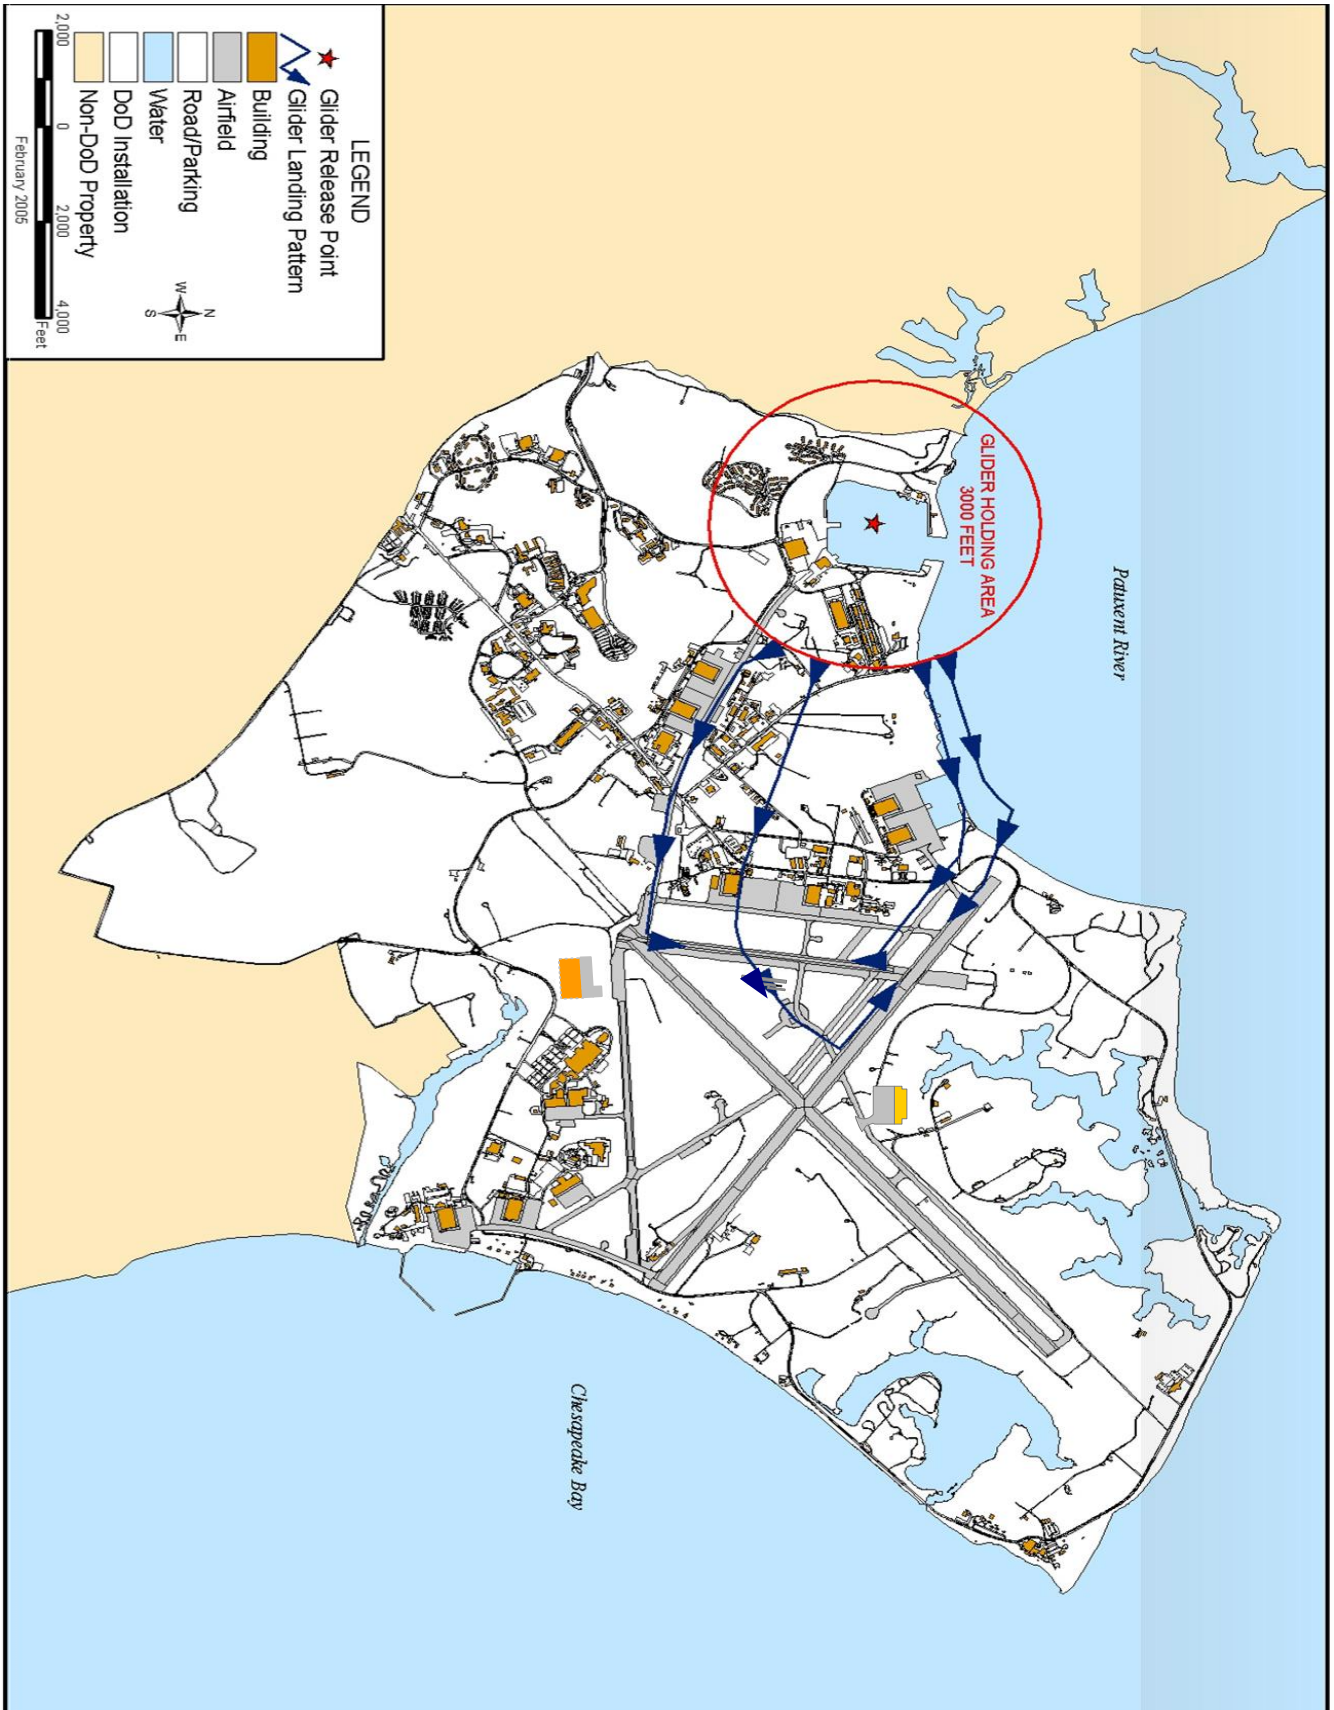 LEGEND
Glider Release Point
Glider Landing Pattern
Building
Airfield
Road/Parking
Water
DoD Installation
Non-DoD Property
N
W
E
S
2,000
0
2,000
4,000
Feet
February 2005
GLIDER HOLDING AREA
3000 FEET
Patuxent River
Chesapeake Bay